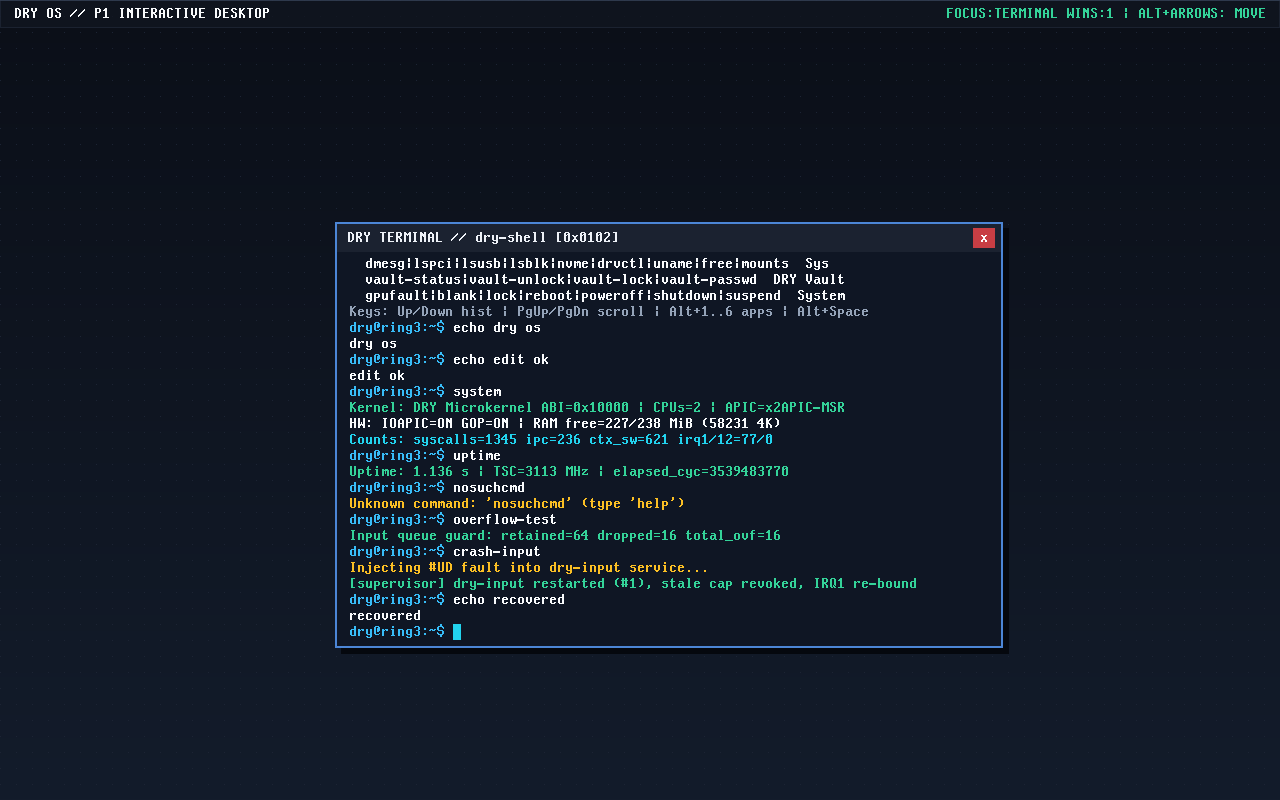 DRY OS // P1 INTERACTIVE DESKTOP
FOCUS:TERMINAL WINS:1 ¦ ALT+ARROWS: MOVE
DRY TERMINAL // dry-shell [0x0102]
x
dmesg¦lspci¦lsusb¦lsblk¦nvme¦drvctl¦uname¦free¦mounts  Sys
vault-status¦vault-unlock¦vault-lock¦vault-passwd  DRY Vault
gpufault¦blank¦lock¦reboot¦poweroff¦shutdown¦suspend  System
Keys: Up/Down hist ¦ PgUp/PgDn scroll ¦ Alt+1..6 apps ¦ Alt+Space
dry@ring3:~$ echo dry os
dry os
dry@ring3:~$ echo edit ok
edit ok
dry@ring3:~$ system
Kernel: DRY Microkernel ABI=0x10000 ¦ CPUs=2 ¦ APIC=x2APIC-MSR
HW: IOAPIC=ON GOP=ON ¦ RAM free=227/238 MiB (58231 4K)
Counts: syscalls=1345 ipc=236 ctx_sw=621 irq1/12=77/0
dry@ring3:~$ uptime
Uptime: 1.136 s ¦ TSC=3113 MHz ¦ elapsed_cyc=3539483770
dry@ring3:~$ nosuchcmd
Unknown command: 'nosuchcmd' (type 'help')
dry@ring3:~$ overflow-test
Input queue guard: retained=64 dropped=16 total_ovf=16
dry@ring3:~$ crash-input
Injecting #UD fault into dry-input service...
[supervisor] dry-input restarted (#1), stale cap revoked, IRQ1 re-bound
dry@ring3:~$ echo recovered
recovered
dry@ring3:~$